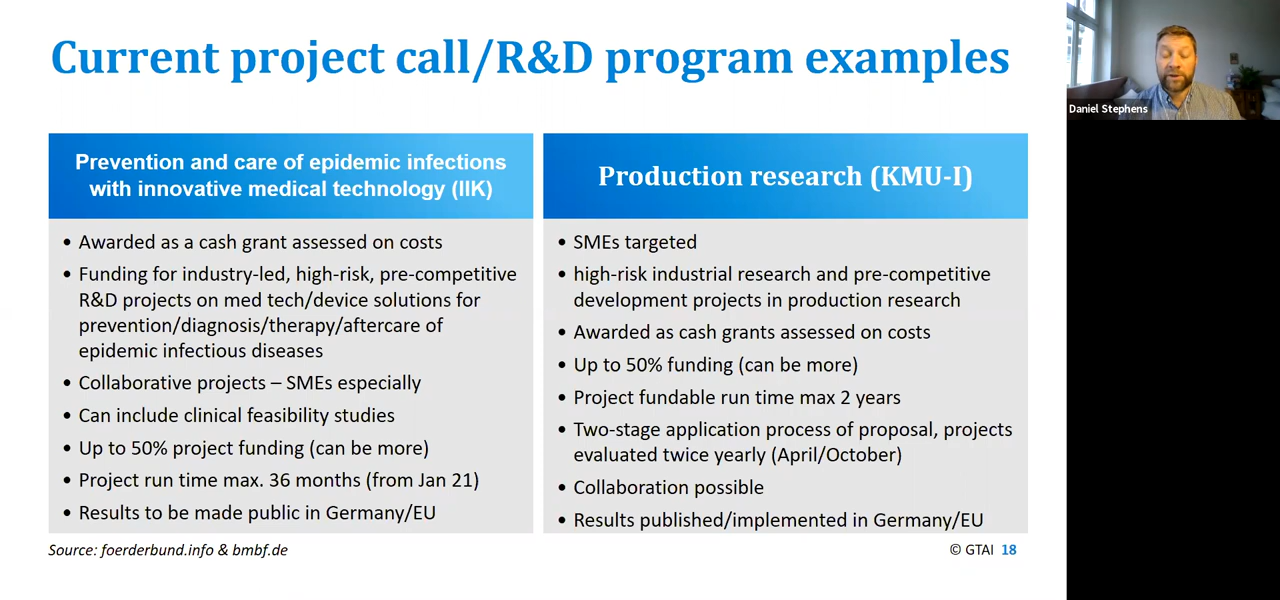 Current project call/R&D program examples
Daniel Stephens
Prevention and care of epidemic infections
with innovative medical technology (IIK)
• Awarded as a cash grant assessed on costs
• Funding for industry-led, high-risk, pre-competitive
R&D projects on med tech/device solutions for
prevention/diagnosis/therapy/aftercare of
epidemic infectious diseases
• Collaborative projects – SMEs especially
• Can include clinical feasibility studies
• Up to 50% project funding (can be more)
• Project run time max. 36 months (from Jan 21)
• Results to be made public in Germany/EU
Production research (KMU-I)
• SMEs targeted
• high-risk industrial research and pre-competitive
development projects in production research
• Awarded as cash grants assessed on costs
• Up to 50% funding (can be more)
• Project fundable run time max 2 years
• Two-stage application process of proposal, projects
evaluated twice yearly (April/October)
• Collaboration possible
• Results published/implemented in Germany/EU
Source: foerderbund.info & bmbf.de
© GTAI 18